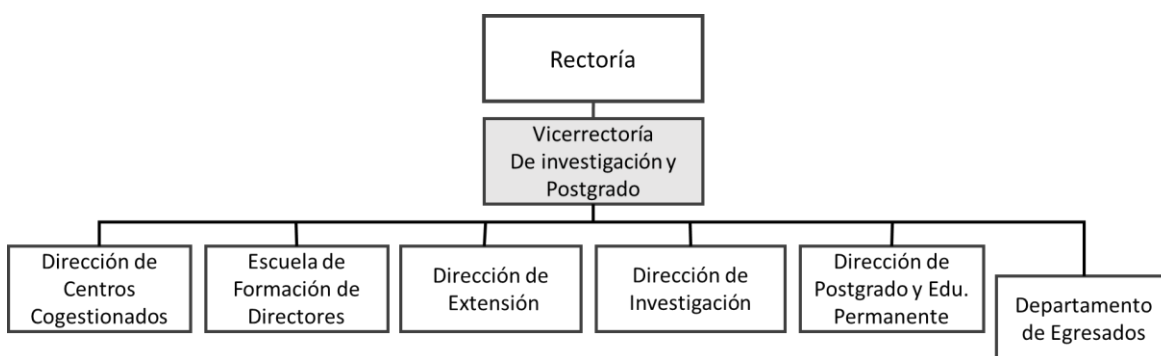 Rectoría
Vicerrectoría
De investigación y
Postgrado
Dirección de
Centros
Cogestionados
Escuela de
Formación de
Directores
Dirección de
Extensión
Dirección de
Investigación
Dirección de
Postgrado y Edu.
Permanente
Departamento
de Egresados